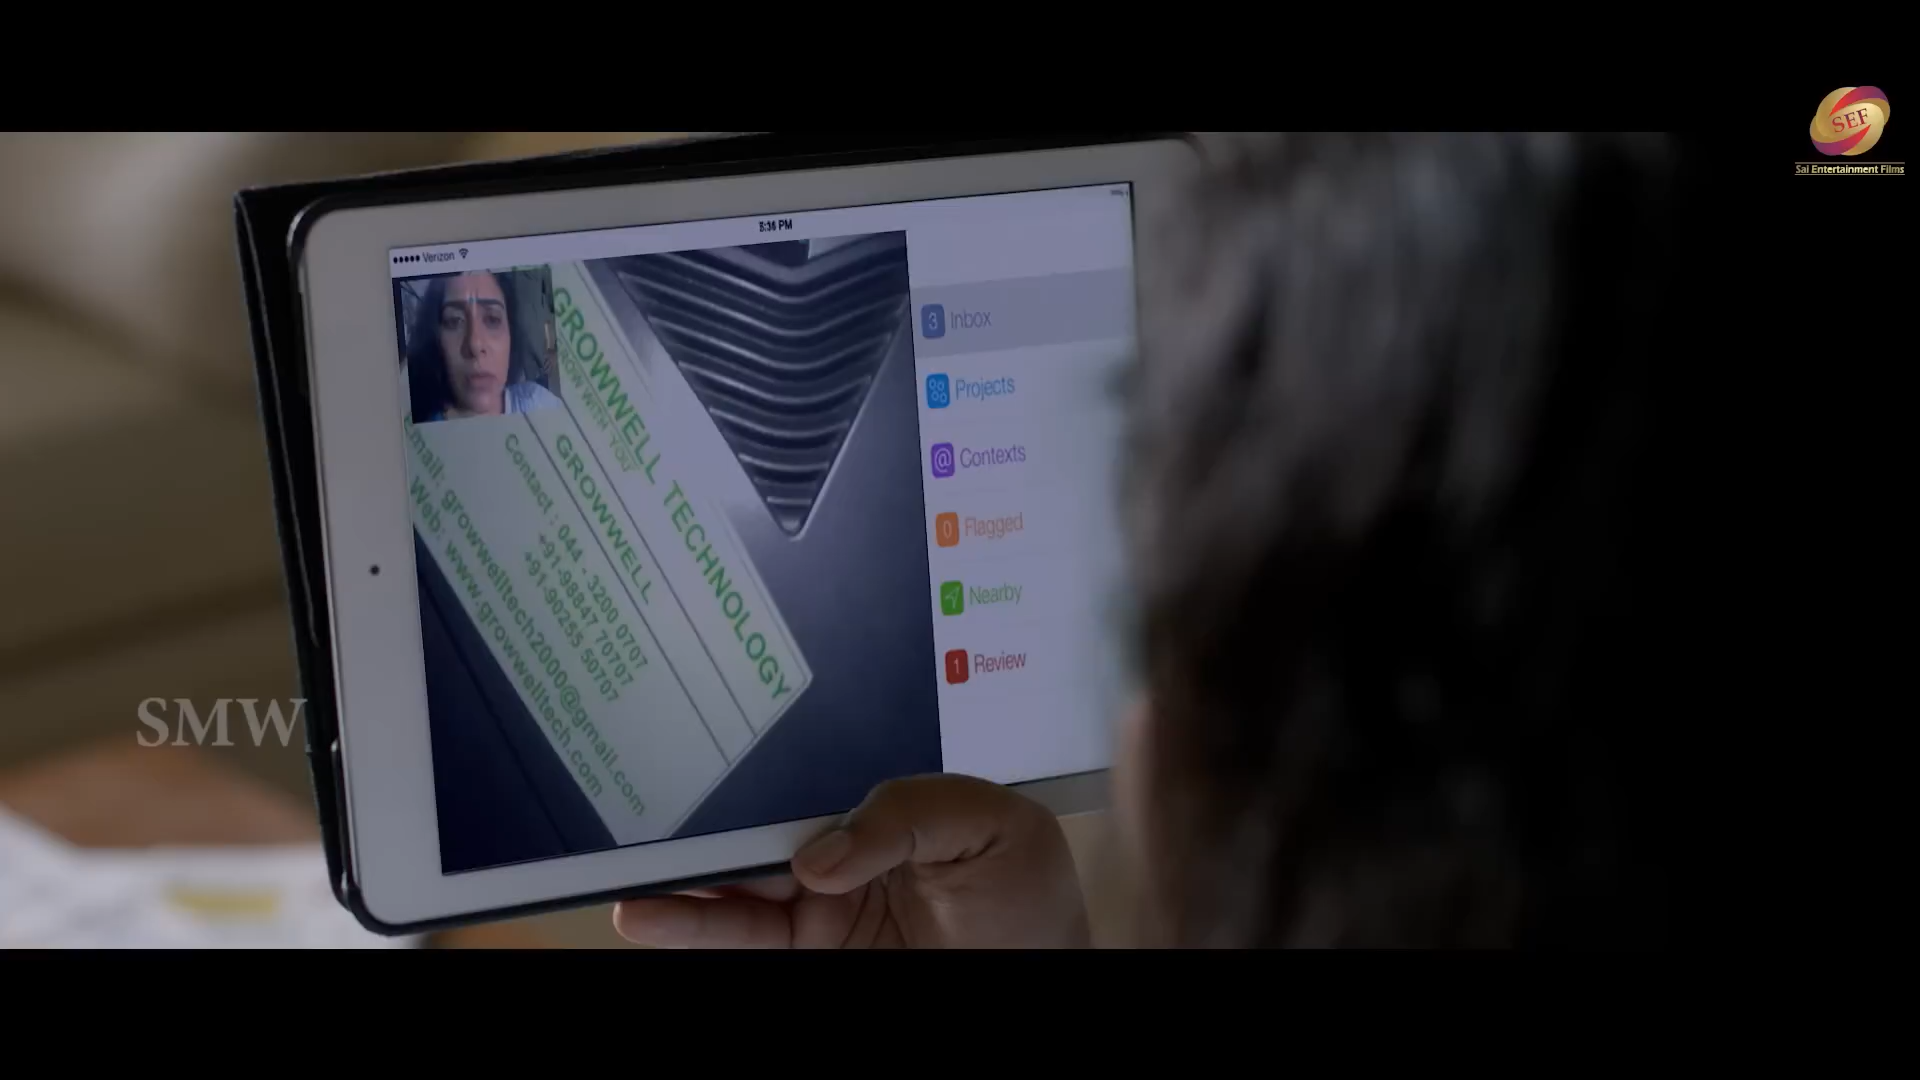 SEF
Sai Entertainment Films
5:36 PM
Verizon
GROWWELL TECHNOLOGY
GROW WITH YOU
GROWWELL
Contact : 044 - 3200 0707
+91-98847 70707
+91-90255 50707
Email: growwelltech2000@gmail.com
Web: www.growwelltech.com
3 Inbox
Projects
@ Contexts
0 Flagged
Nearby
1 Review
SMW